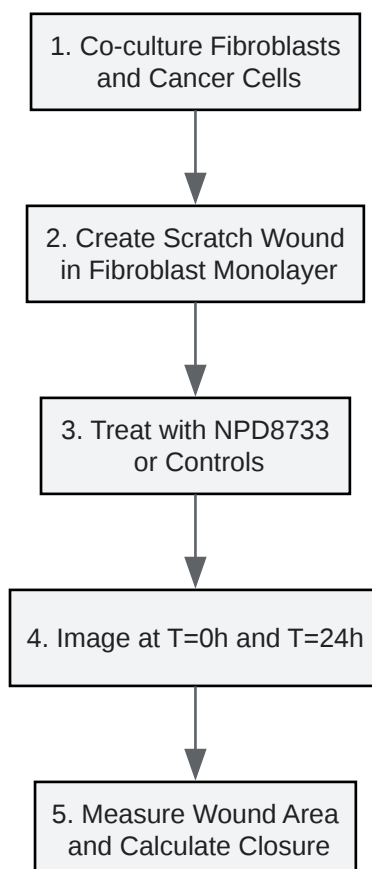 1. Co-culture Fibroblasts
and Cancer Cells
2. Create Scratch Wound
in Fibroblast Monolayer
3. Treat with NPD8733
or Controls
4. Image at T=0h and T=24h
5. Measure Wound Area
and Calculate Closure